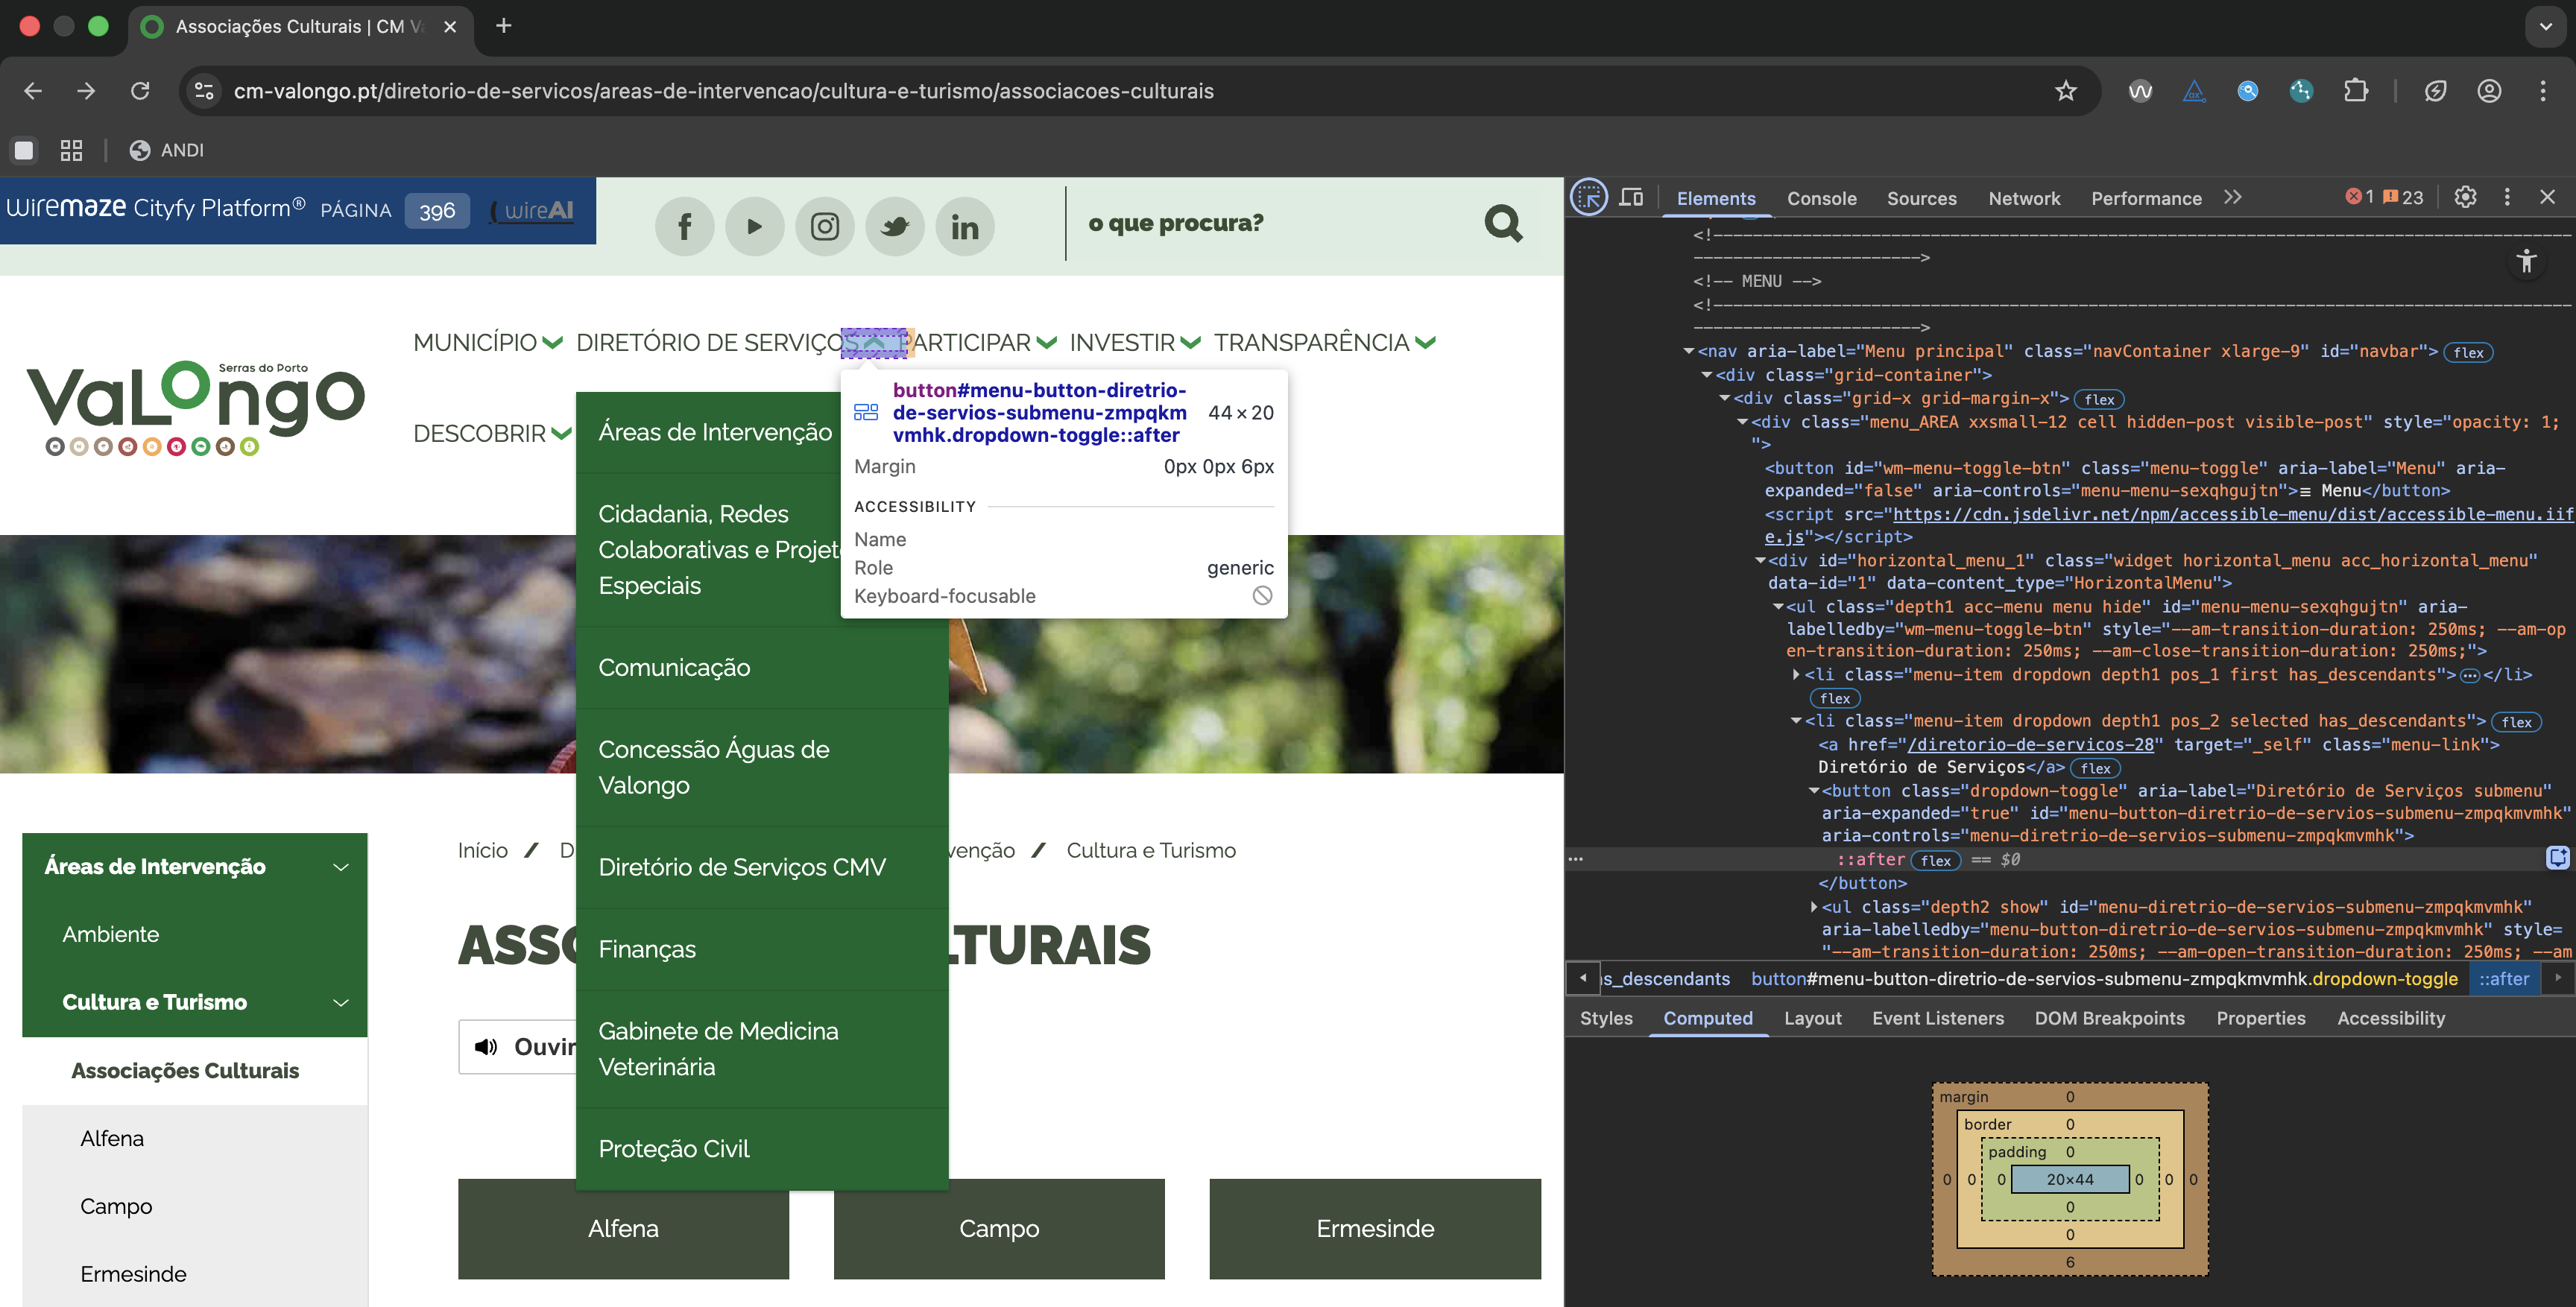 Associações Culturais | CM V
cm-valongo.pt/diretorio-de-servicos/areas-de-intervencao/cultura-e-turismo/associacoes-culturais
ANDI
wiremaze Cityfy Platform® PÁGINA 396 wireAI
o que procura?
MUNICÍPIO DIRETÓRIO DE SERVIÇOS PARTICIPAR INVESTIR TRANSPARÊNCIA
DESCOBRIR
Serras do Porto
Valongo
Áreas de Intervenção
Cidadania, Redes
Colaborativas e Projet
Especiais
Comunicação
Concessão Águas de
Valongo
Diretório de Serviços CMV
Finanças
Gabinete de Medicina
Veterinária
Proteção Civil
button#menu-button-diretrio-
de-servios-submenu-zmpqkm
vmhk.dropdown-toggle::after
44 × 20
Margin 0px 0px 6px
ACCESSIBILITY
Name
Role generic
Keyboard-focusable
Áreas de Intervenção
Ambiente
Cultura e Turismo
Associações Culturais
Alfena
Campo
Ermesinde
Início / D venção / Cultura e Turismo
ASSO LTURAIS
Ouvir
Alfena Campo Ermesinde
Elements Console Sources Network Performance 1 23
<!------------------------------------------------------------------------------------
----------------------->
<!-- MENU -->
<!------------------------------------------------------------------------------------
----------------------->
<nav aria-label="Menu principal" class="navContainer xlarge-9" id="navbar"> flex
<div class="grid-container">
<div class="grid-x grid-margin-x"> flex
<div class="menu_AREA xxsmall-12 cell hidden-post visible-post" style="opacity: 1;
">
<button id="wm-menu-toggle-btn" class="menu-toggle" aria-label="Menu" aria-
expanded="false" aria-controls="menu-menu-sexqhgujtn">≡ Menu</button>
<script src="https://cdn.jsdelivr.net/npm/accessible-menu/dist/accessible-menu.iif
e.js"></script>
<div id="horizontal_menu_1" class="widget horizontal_menu acc_horizontal_menu"
data-id="1" data-content_type="HorizontalMenu">
<ul class="depth1 acc-menu menu hide" id="menu-menu-sexqhgujtn" aria-
labelledby="wm-menu-toggle-btn" style="--am-transition-duration: 250ms; --am-op
en-transition-duration: 250ms; --am-close-transition-duration: 250ms;">
<li class="menu-item dropdown depth1 pos_1 first has_descendants">…</li>
flex
<li class="menu-item dropdown depth1 pos_2 selected has_descendants"> flex
<a href="/diretorio-de-servicos-28" target="_self" class="menu-link">
Diretório de Serviços</a> flex
<button class="dropdown-toggle" aria-label="Diretório de Serviços submenu"
aria-expanded="true" id="menu-button-diretrio-de-servios-submenu-zmpqkmvmhk"
aria-controls="menu-diretrio-de-servios-submenu-zmpqkmvmhk">
::after flex == $0
</button>
<ul class="depth2 show" id="menu-diretrio-de-servios-submenu-zmpqkmvmhk"
aria-labelledby="menu-button-diretrio-de-servios-submenu-zmpqkmvmhk" style=
"--am-transition-duration: 250ms; --am-open-transition-duration: 250ms; --am
s_descendants button#menu-button-diretrio-de-servios-submenu-zmpqkmvmhk.dropdown-toggle ::after
Styles Computed Layout Event Listeners DOM Breakpoints Properties Accessibility
margin 0
border 0
padding 0
0 0 0 20×44 0 0 0
0
0
6